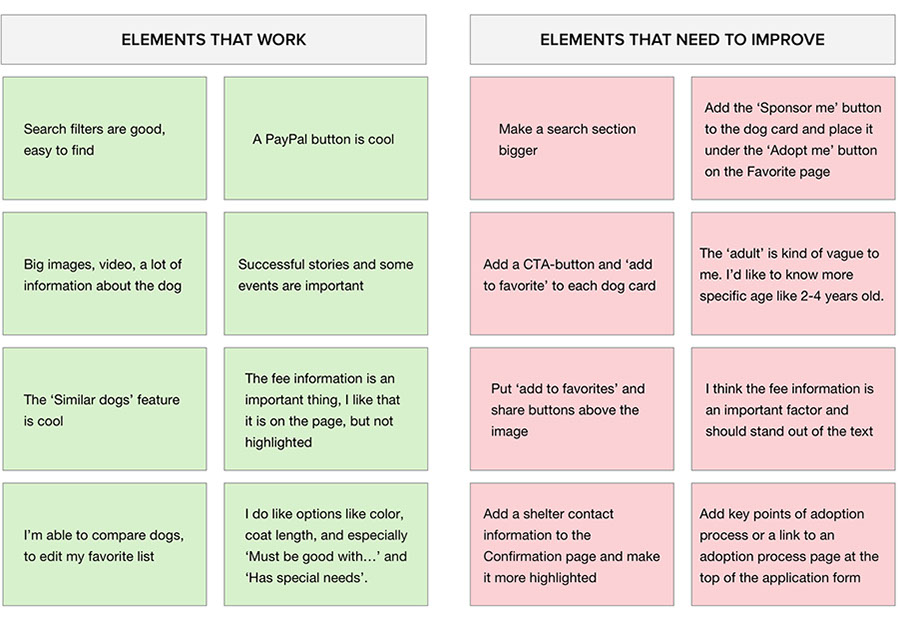 ELEMENTS THAT WORK
Search filters are good,
easy to find
A PayPal button is cool
Big images, video, a lot of
information about the dog
Successful stories and some
events are important
The ‘Similar dogs’ feature
is cool
The fee information is an
important thing, I like that
it is on the page, but not
highlighted
I’m able to compare dogs,
to edit my favorite list
I do like options like color,
coat length, and especially
‘Must be good with…’ and
‘Has special needs’.
ELEMENTS THAT NEED TO IMPROVE
Make a search section
bigger
Add the ‘Sponsor me’ button
to the dog card and place it
under the ‘Adopt me’ button
on the Favorite page
Add a CTA-button and ‘add
to favorite’ to each dog card
The ‘adult’ is kind of vague to
me. I’d like to know more
specific age like 2-4 years old.
Put ‘add to favorites’ and
share buttons above the
image
I think the fee information is
an important factor and
should stand out of the text
Add a shelter contact
information to the
Confirmation page and make
it more highlighted
Add key points of adoption
process or a link to an
adoption process page at the
top of the application form